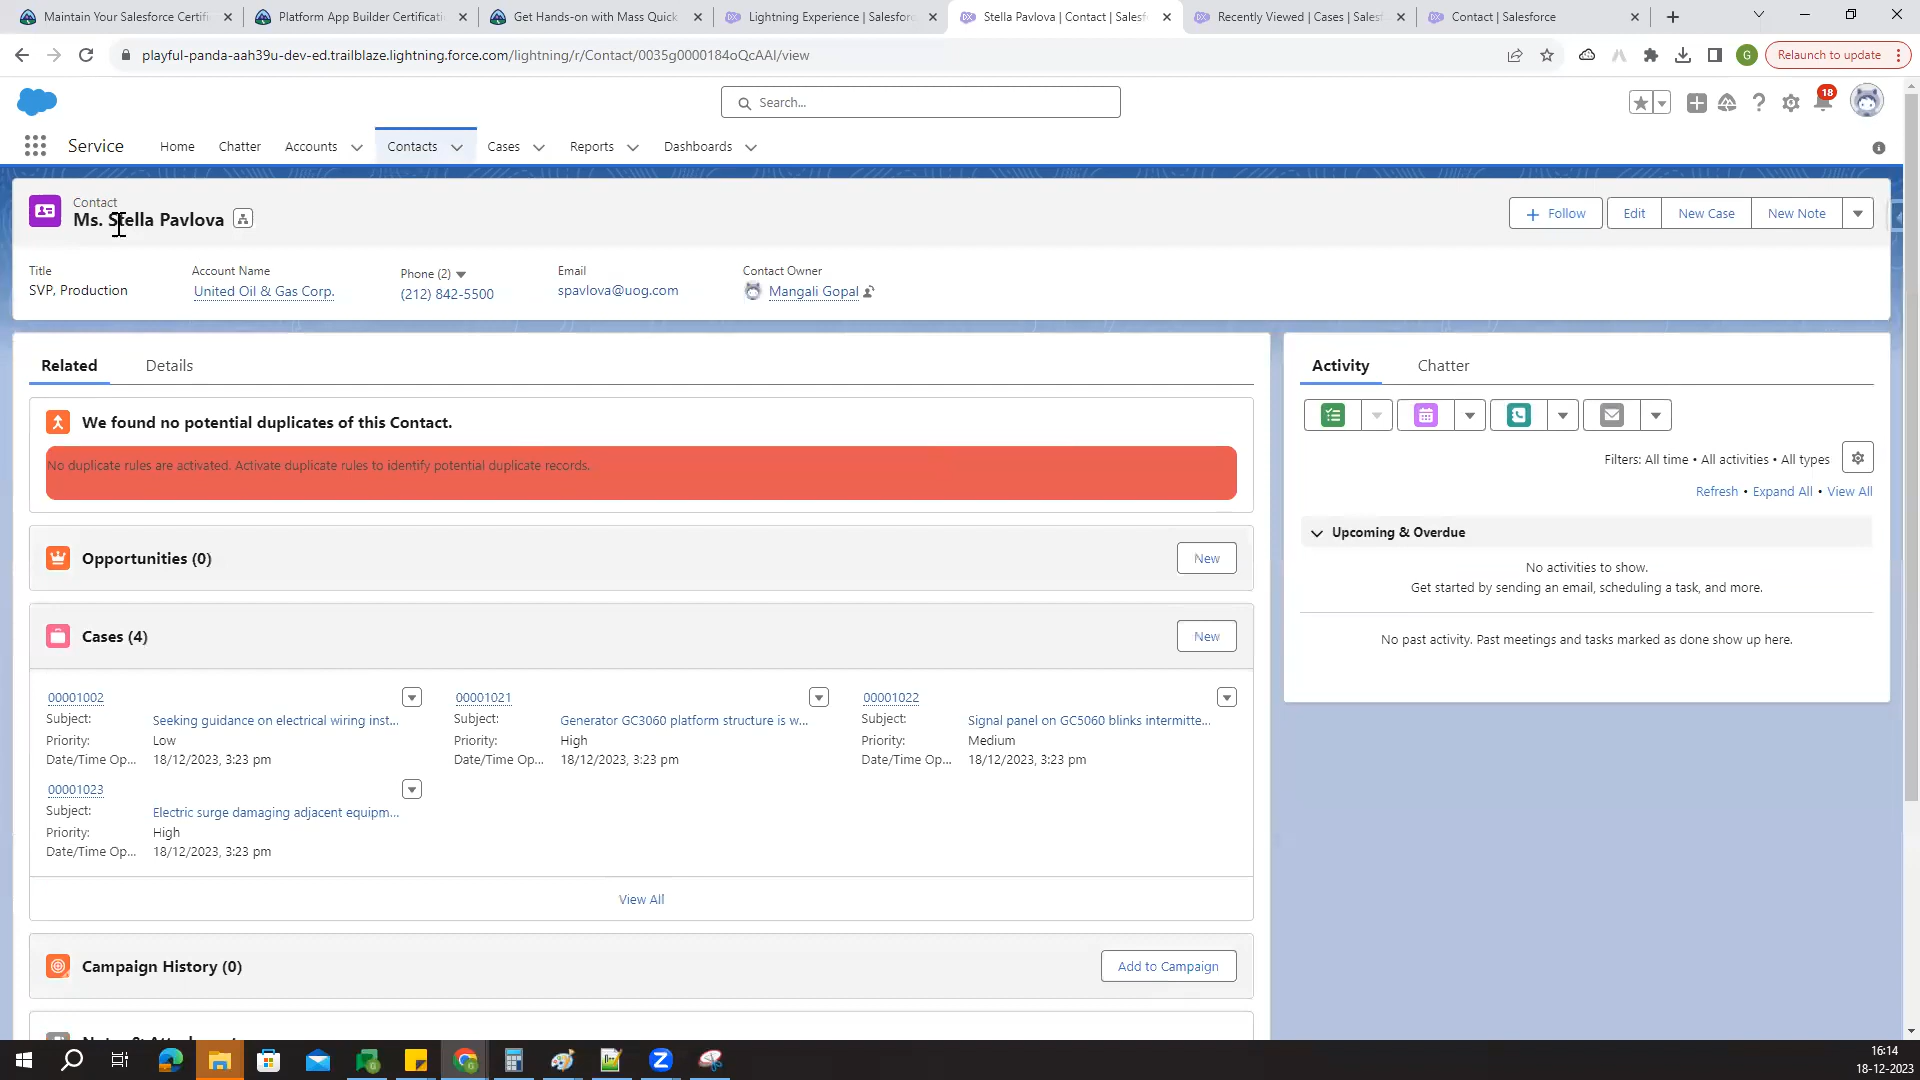 Maintain Your Salesforce Certifi
Platform App Builder Certificati
Get Hands-on with Mass Quick
Lightning Experience | Salesforc
Stella Pavlova | Contact | Salesf
Recently Viewed | Cases | Salesf
Contact | Salesforce
playful-panda-aah39u-dev-ed.trailblaze.lightning.force.com/lightning/r/Contact/0035g0000184oQcAAI/view
G
Relaunch to update
Search...
18
Service
Home
Chatter
Accounts
Contacts
Cases
Reports
Dashboards
Contact
Ms. Stella Pavlova
Follow
Edit
New Case
New Note
Title
Account Name
Phone (2)
Email
Contact Owner
SVP, Production
United Oil & Gas Corp.
(212) 842-5500
spavlova@uog.com
Mangali Gopal
Related
Details
We found no potential duplicates of this Contact.
No duplicate rules are activated. Activate duplicate rules to identify potential duplicate records.
Opportunities (0)
New
Cases (4)
New
00001002
Subject: Seeking guidance on electrical wiring inst...
Priority: Low
Date/Time Op... 18/12/2023, 3:23 pm
00001021
Subject: Generator GC3060 platform structure is w...
Priority: High
Date/Time Op... 18/12/2023, 3:23 pm
00001022
Subject: Signal panel on GC5060 blinks intermitte...
Priority: Medium
Date/Time Op... 18/12/2023, 3:23 pm
00001023
Subject: Electric surge damaging adjacent equipm...
Priority: High
Date/Time Op... 18/12/2023, 3:23 pm
View All
Campaign History (0)
Add to Campaign
Activity
Chatter
Filters: All time • All activities • All types
Refresh • Expand All • View All
Upcoming & Overdue
No activities to show.
Get started by sending an email, scheduling a task, and more.
No past activity. Past meetings and tasks marked as done show up here.
16:14
18-12-2023